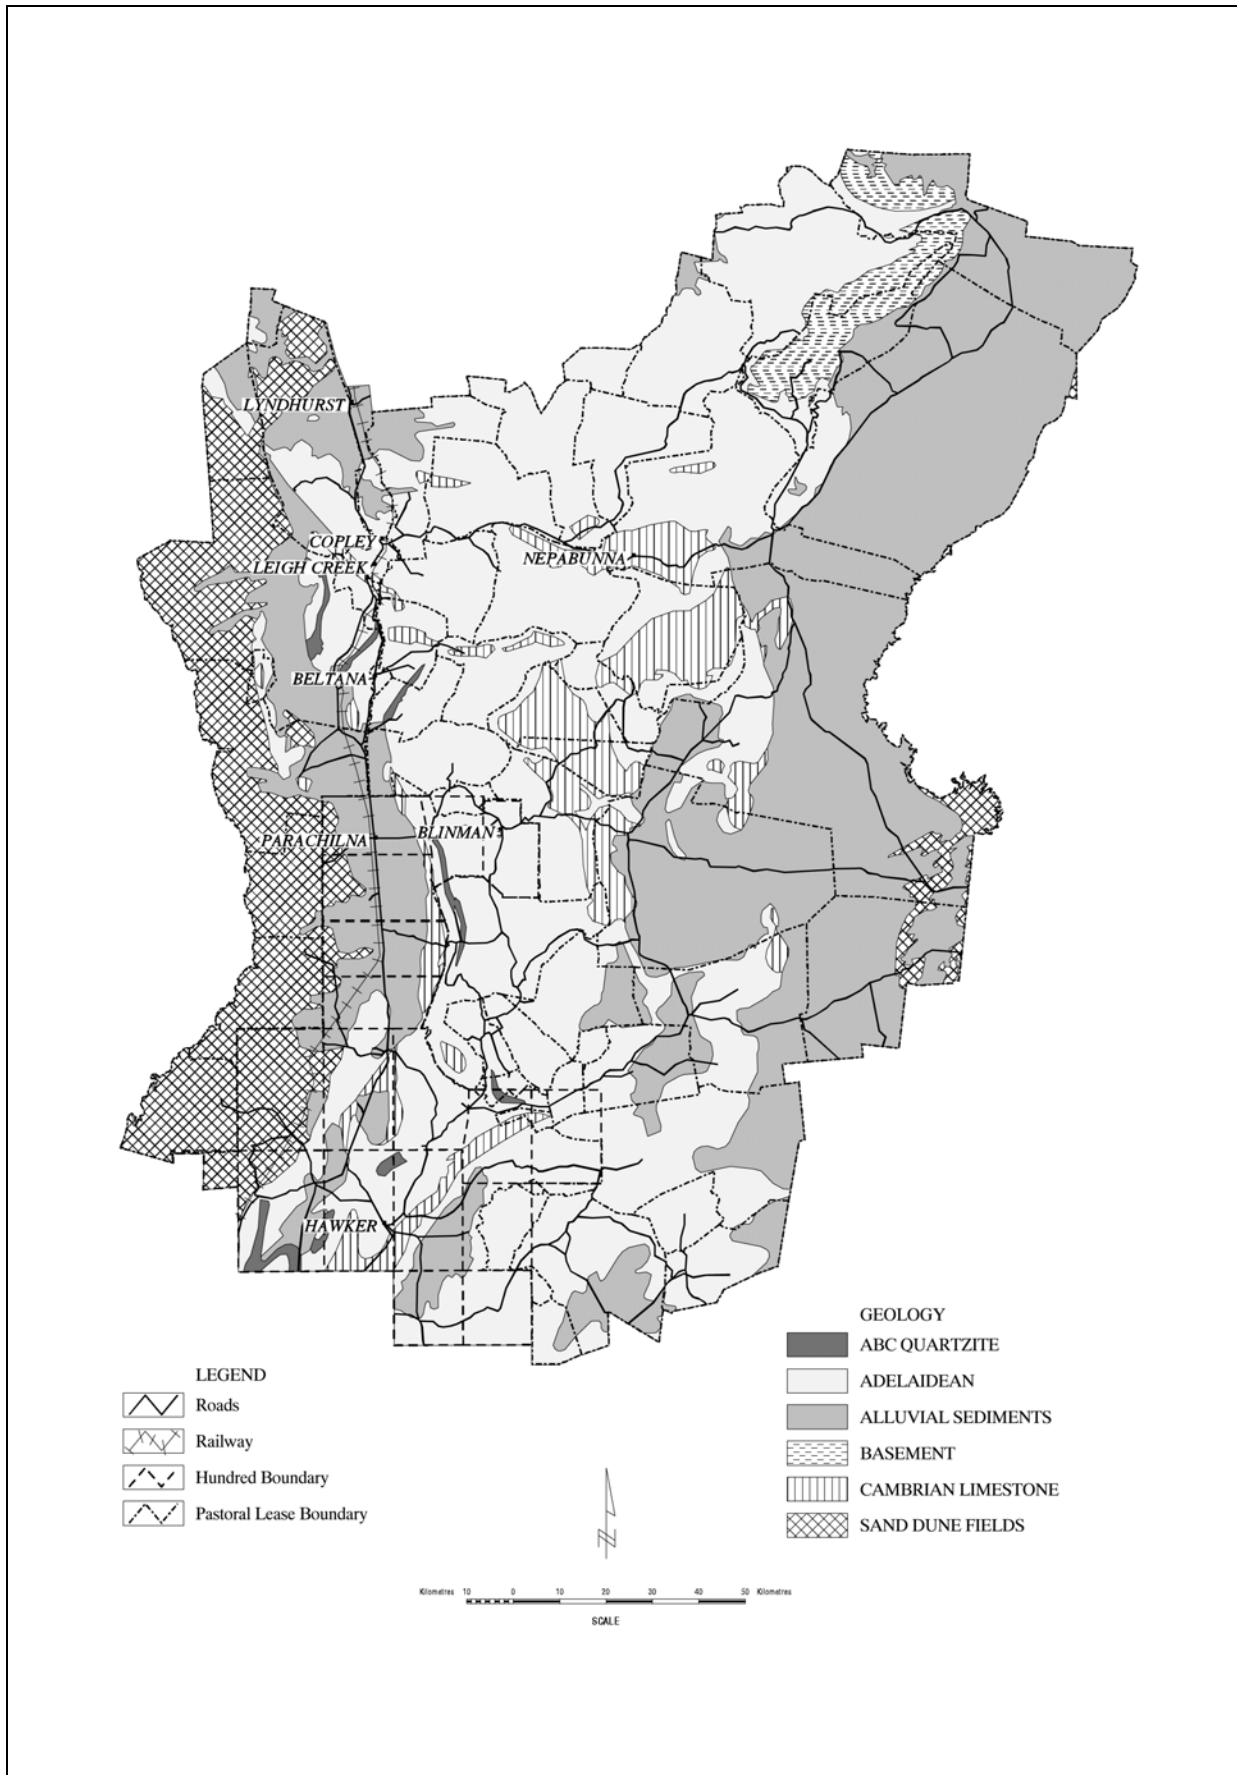 LYNDHURST
COPLEY
LEIGH CREEK
NEPABUNNA
BELTANA
PARACHILNA
BLINMAN
HAWKER
LEGEND
Roads
Railway
Hundred Boundary
Pastoral Lease Boundary
GEOLOGY
ABC QUARTZITE
ADELAIDEAN
ALLUVIAL SEDIMENTS
BASEMENT
CAMBRIAN LIMESTONE
SAND DUNE FIELDS
N
Kilometres 10 0 10 20 30 40 50 Kilometres
SCALE